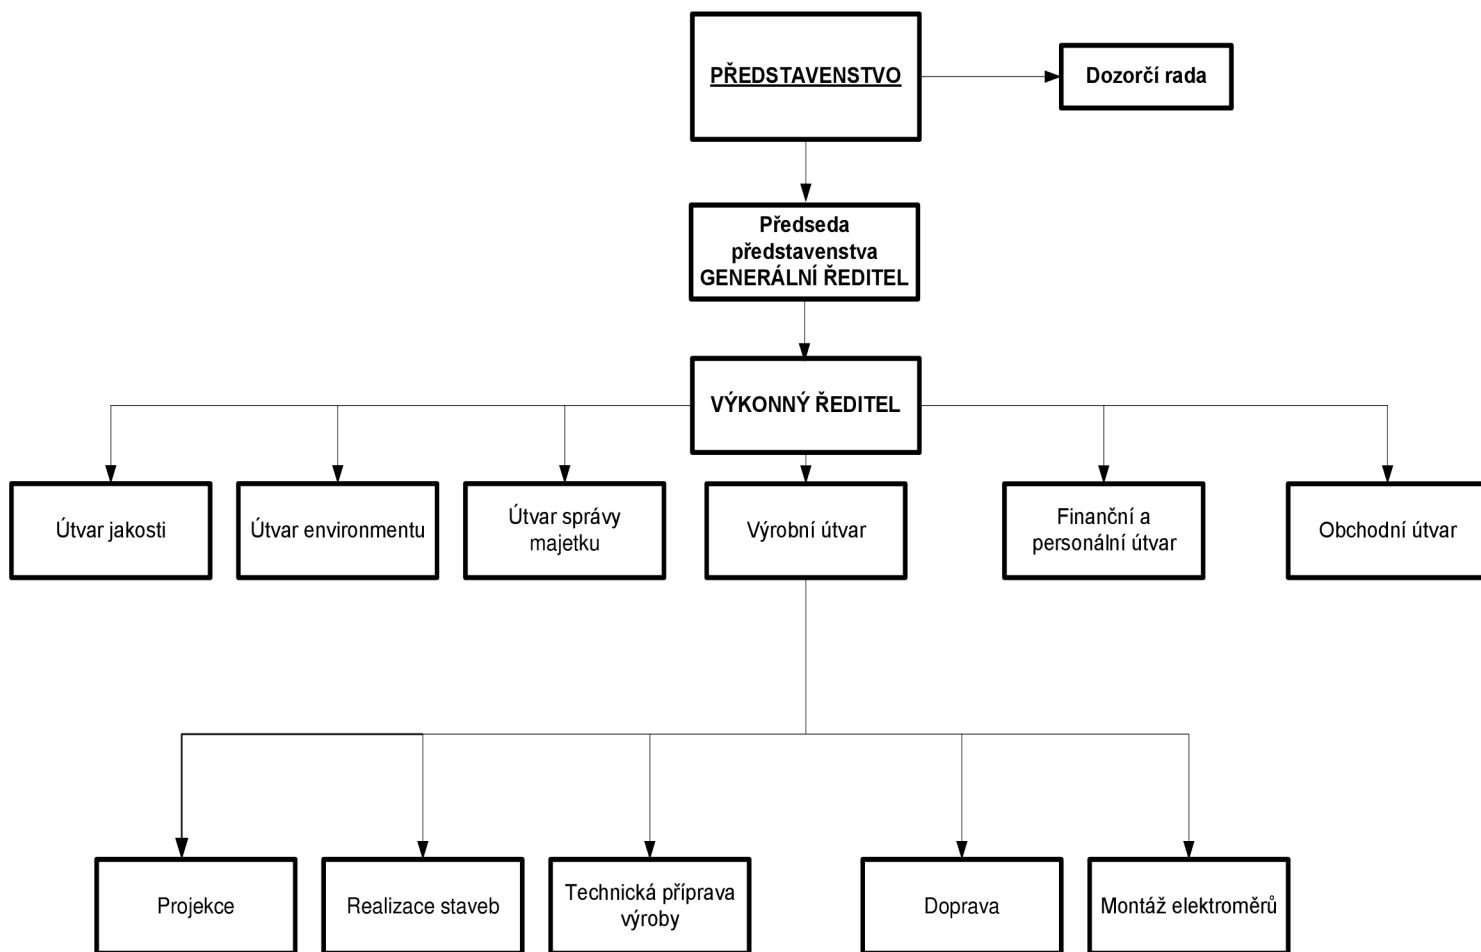 PŘEDSTAVENSTVO
Dozorčí rada
Předseda
představenstva
GENERÁLNÍ ŘEDITEL
VÝKONNÝ ŘEDITEL
Útvar jakosti
Útvar environmentu
Útvar správy
majetku
Výrobní útvar
Finanční a
personální útvar
Obchodní útvar
Projekce
Realizace staveb
Technická příprava
výroby
Doprava
Montáž elektroměrů